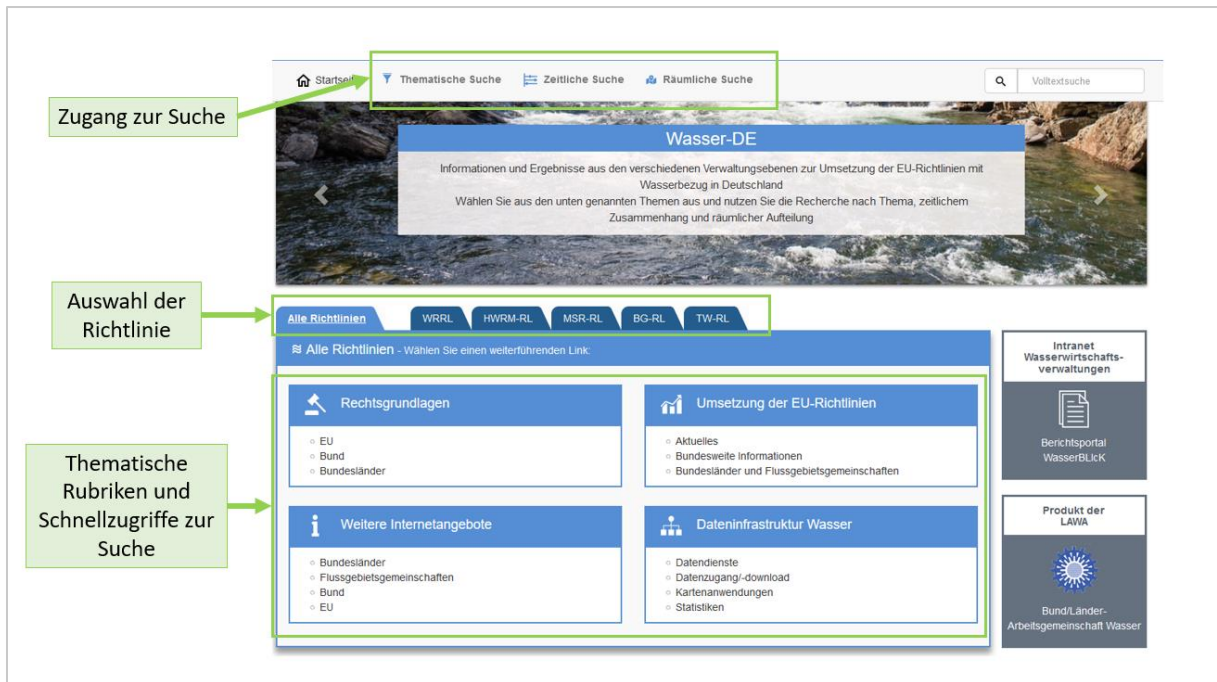 Startseite
Thematische Suche
Zeitliche Suche
Räumliche Suche
Volltextsuche
Zugang zur Suche
Wasser-DE
Informationen und Ergebnisse aus den verschiedenen Verwaltungsebenen zur Umsetzung der EU-Richtlinien mit
Wasserbezug in Deutschland
Wählen Sie aus den unten genannten Themen aus und nutzen Sie die Recherche nach Thema, zeitlichem
Zusammenhang und räumlicher Aufteilung
Auswahl der
Richtlinie
Alle Richtlinien
WRRL
HWRM-RL
MSR-RL
BG-RL
TW-RL
Alle Richtlinien - Wählen Sie einen weiterführenden Link:
Thematische
Rubriken und
Schnellzugriffe zur
Suche
Rechtsgrundlagen
EU
Bund
Bundesländer
Umsetzung der EU-Richtlinien
Aktuelles
Bundesweite Informationen
Bundesländer und Flussgebietsgemeinschaften
Weitere Internetangebote
Bundesländer
Flussgebietsgemeinschaften
Bund
EU
Dateninfrastruktur Wasser
Datendienste
Datenzugang/-download
Kartenanwendungen
Statistiken
Intranet
Wasserwirtschafts-
verwaltungen
Berichtsportal
WasserBLIcK
Produkt der
LAWA
Bund/Länder-
Arbeitsgemeinschaft Wasser